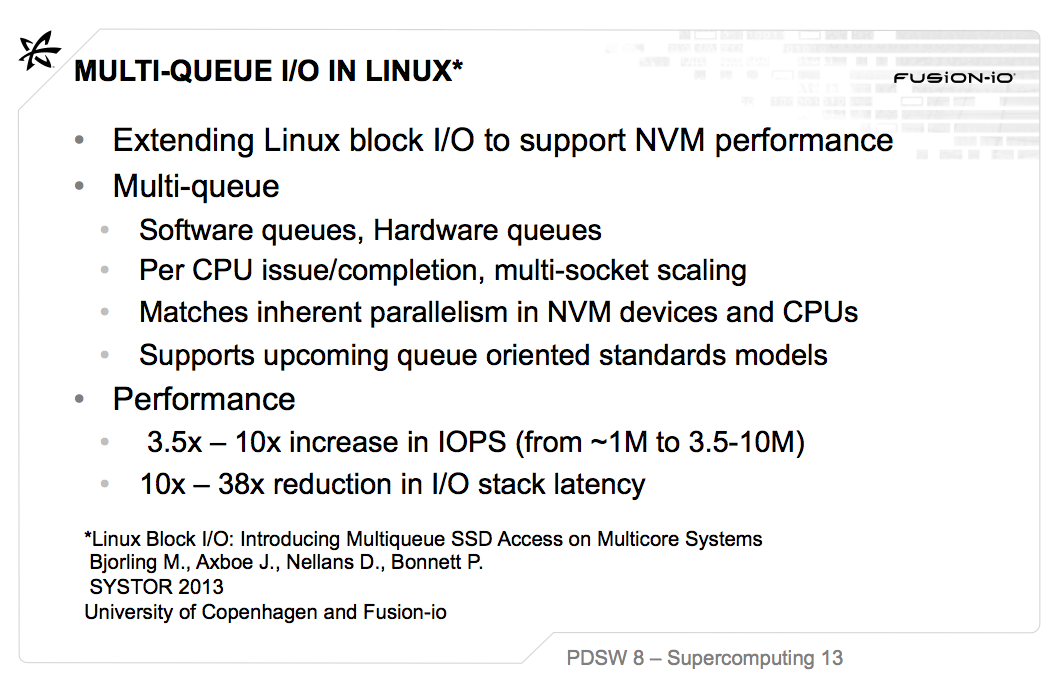 MULTI-QUEUE I/O IN LINUX*
FUSiON-iO
• Extending Linux block I/O to support NVM performance
• Multi-queue
• Software queues, Hardware queues
• Per CPU issue/completion, multi-socket scaling
• Matches inherent parallelism in NVM devices and CPUs
• Supports upcoming queue oriented standards models
• Performance
• 3.5x – 10x increase in IOPS (from ~1M to 3.5-10M)
• 10x – 38x reduction in I/O stack latency
*Linux Block I/O: Introducing Multiqueue SSD Access on Multicore Systems
Bjorling M., Axboe J., Nellans D., Bonnett P.
SYSTOR 2013
University of Copenhagen and Fusion-io
PDSW 8 – Supercomputing 13